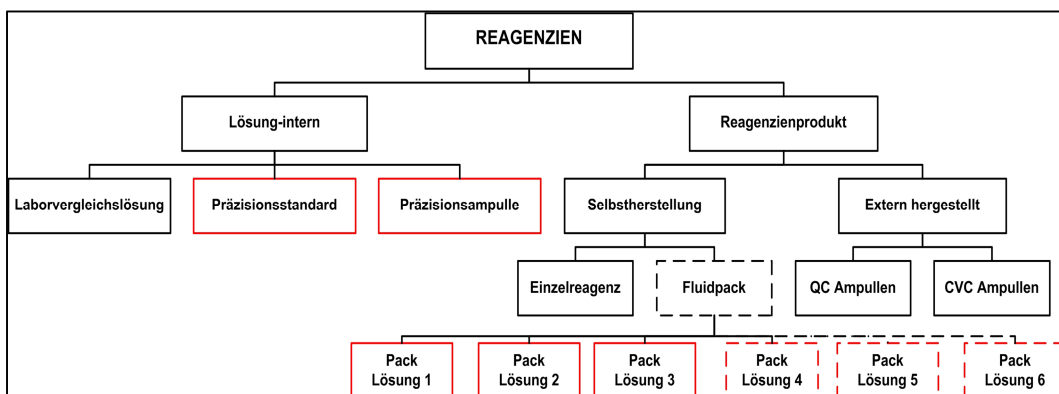 REAGENZIEN
Lösung-intern
Reagenzienprodukt
Laborvergleichslösung
Präzisionsstandard
Präzisionsampulle
Selbstherstellung
Extern hergestellt
Einzelreagenz
Fluidpack
QC Ampullen
CVC Ampullen
Pack
Lösung 1
Pack
Lösung 2
Pack
Lösung 3
Pack
Lösung 4
Pack
Lösung 5
Pack
Lösung 6